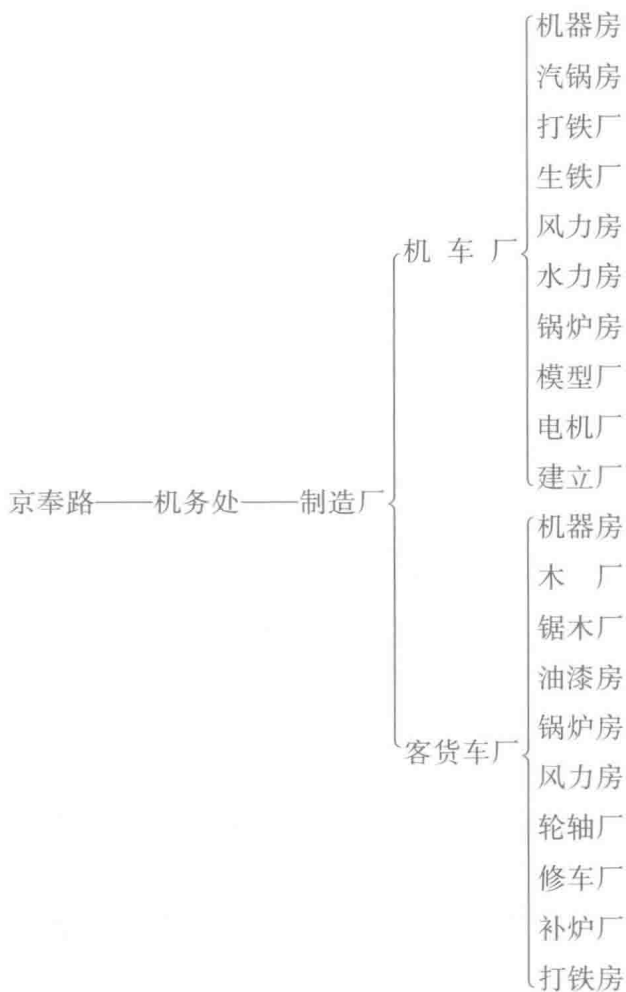 机器房
汽锅房
打铁厂
生铁厂
风力房
机 车 厂
水力房
锅炉房
模型厂
电机厂
建立厂
京奉路——机务处——制造厂
机器房
木 厂
锯木厂
油漆房
锅炉房
客货车厂
风力房
轮轴厂
修车厂
补炉厂
打铁房